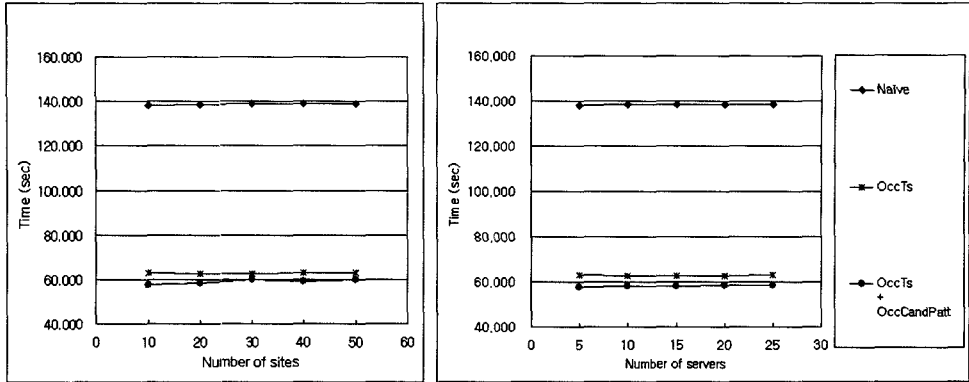 160.000
140.000
120.000
100.000
80.000
60.000
40.000
Time (sec)
0 10 20 30 40 50 60
Number of sites
160,000
140,000
120,000
100,000
80,000
60,000
40,000
Time (sec)
0 5 10 15 20 25 30
Number of servers
Naïve
OccTs
OccTs
+
OccCandPatt